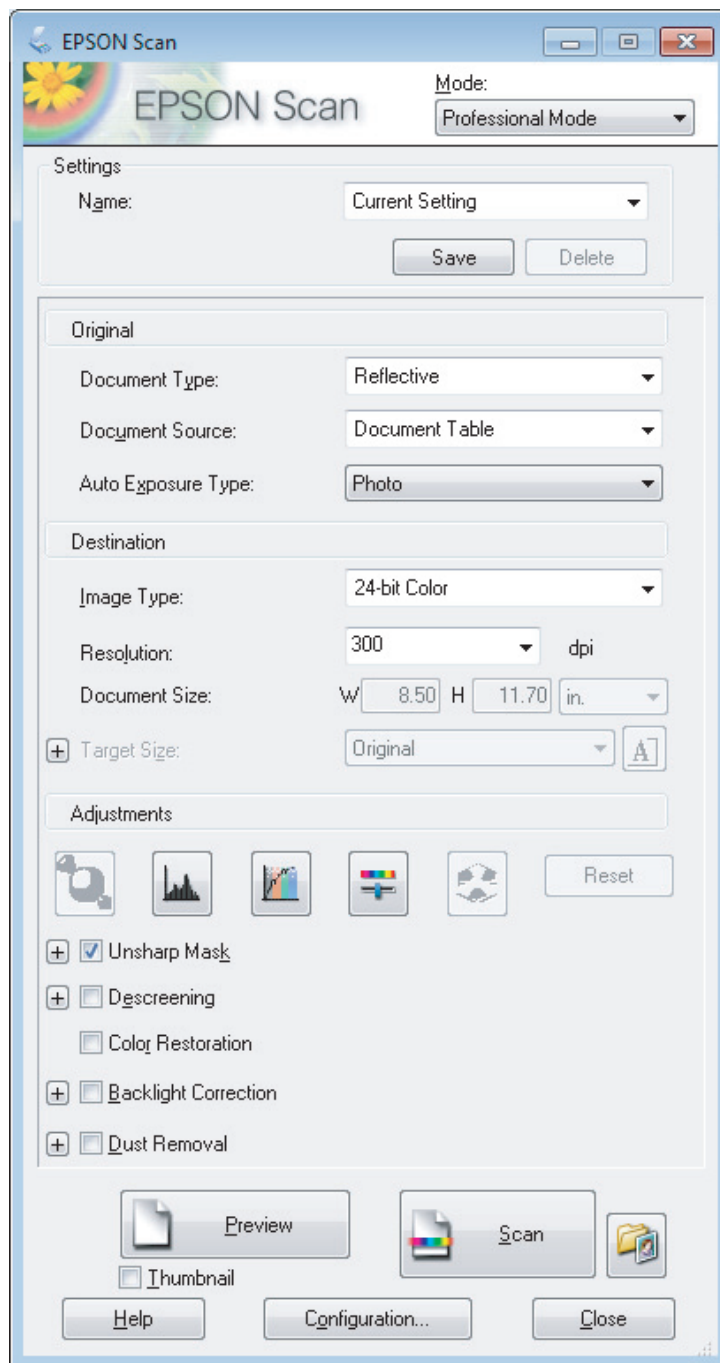 EPSON Scan
EPSON Scan
Mode:
Professional Mode
Settings
Name:
Current Setting
Save Delete
Original
Document Type: Reflective
Document Source: Document Table
Auto Exposure Type: Photo
Destination
Image Type: 24-bit Color
Resolution: 300 dpi
Document Size: W 8.50 H 11.70 in.
Target Size: Original A
Adjustments
Reset
Unsharp Mask
Descreening
Color Restoration
Backlight Correction
Dust Removal
Preview Scan
Thumbnail
Help Configuration... Close